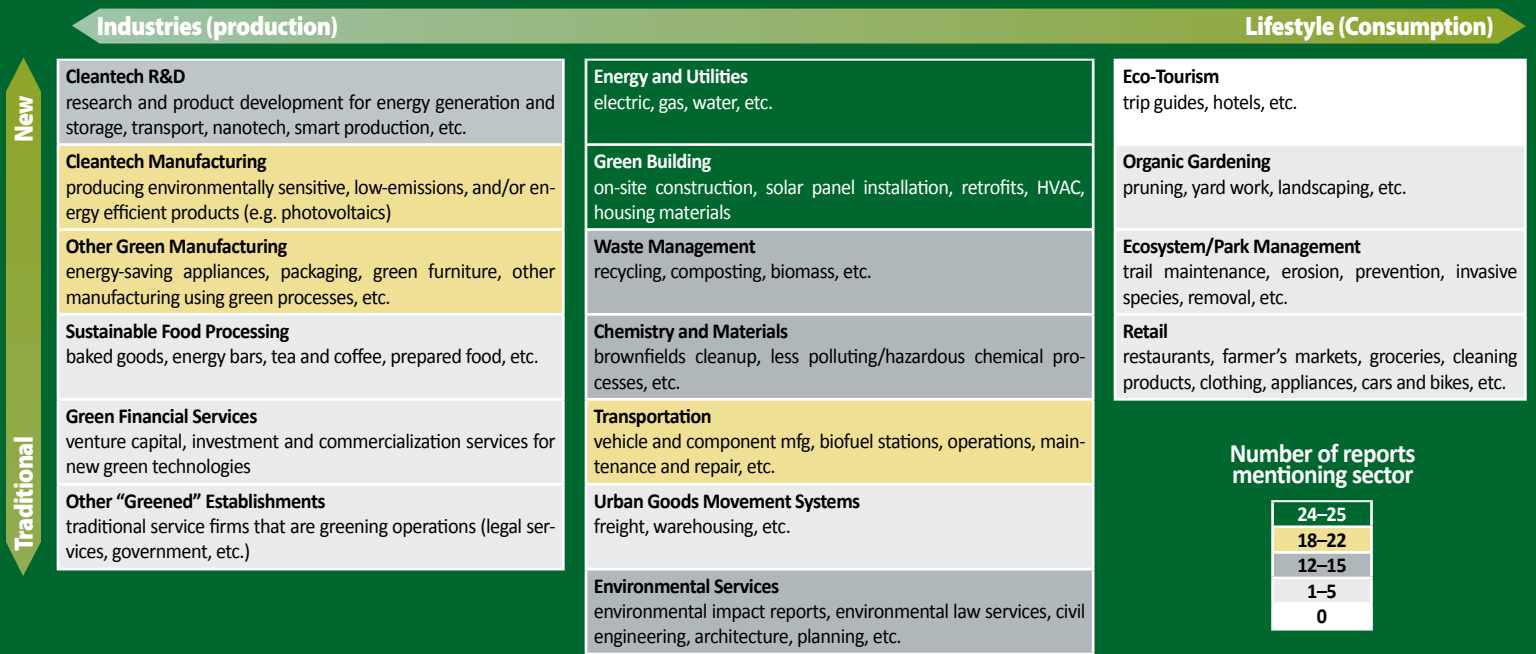 Industries (production)
Lifestyle (Consumption)
New
Traditional
Cleantech R&D
research and product development for energy generation and
storage, transport, nanotech, smart production, etc.
Cleantech Manufacturing
producing environmentally sensitive, low-emissions, and/or en-
ergy efficient products (e.g. photovoltaics)
Other Green Manufacturing
energy-saving appliances, packaging, green furniture, other
manufacturing using green processes, etc.
Sustainable Food Processing
baked goods, energy bars, tea and coffee, prepared food, etc.
Green Financial Services
venture capital, investment and commercialization services for
new green technologies
Other “Greened” Establishments
traditional service firms that are greening operations (legal ser-
vices, government, etc.)
Energy and Utilities
electric, gas, water, etc.
Green Building
on-site construction, solar panel installation, retrofits, HVAC,
housing materials
Waste Management
recycling, composting, biomass, etc.
Chemistry and Materials
brownfields cleanup, less polluting/hazardous chemical pro-
cesses, etc.
Transportation
vehicle and component mfg, biofuel stations, operations, main-
tenance and repair, etc.
Urban Goods Movement Systems
freight, warehousing, etc.
Environmental Services
environmental impact reports, environmental law services, civil
engineering, architecture, planning, etc.
Eco-Tourism
trip guides, hotels, etc.
Organic Gardening
pruning, yard work, landscaping, etc.
Ecosystem/Park Management
trail maintenance, erosion, prevention, invasive
species, removal, etc.
Retail
restaurants, farmer’s markets, groceries, cleaning
products, clothing, appliances, cars and bikes, etc.
Number of reports
mentioning sector
24–25
18–22
12–15
1–5
0